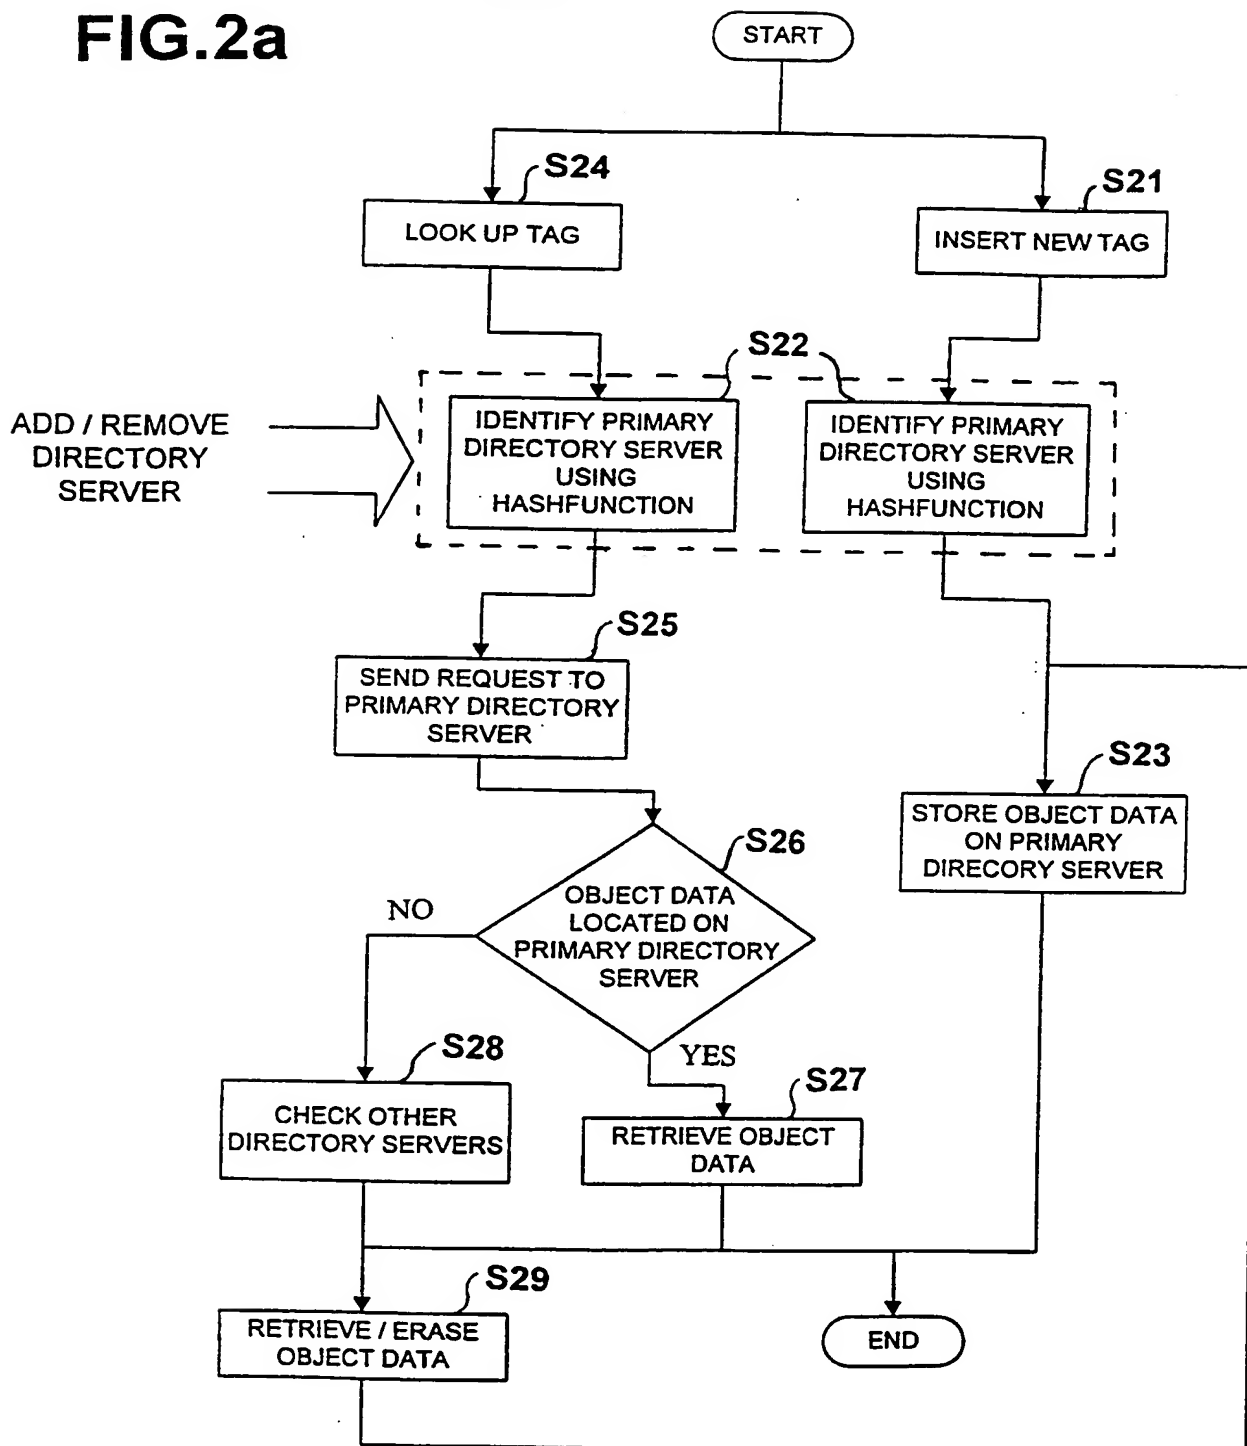 FIG.2a
START
S24
S21
LOOK UP TAG
INSERT NEW TAG
S22
ADD / REMOVE
DIRECTORY
SERVER
IDENTIFY PRIMARY
DIRECTORY SERVER
USING
HASHFUNCTION
IDENTIFY PRIMARY
DIRECTORY SERVER
USING
HASHFUNCTION
S25
SEND REQUEST TO
PRIMARY DIRECTORY
SERVER
S23
STORE OBJECT DATA
ON PRIMARY
DIRECORY SERVER
S26
OBJECT DATA
LOCATED ON
PRIMARY DIRECTORY
SERVER
NO
YES
S28
CHECK OTHER
DIRECTORY SERVERS
S27
RETRIEVE OBJECT
DATA
S29
RETRIEVE / ERASE
OBJECT DATA
END